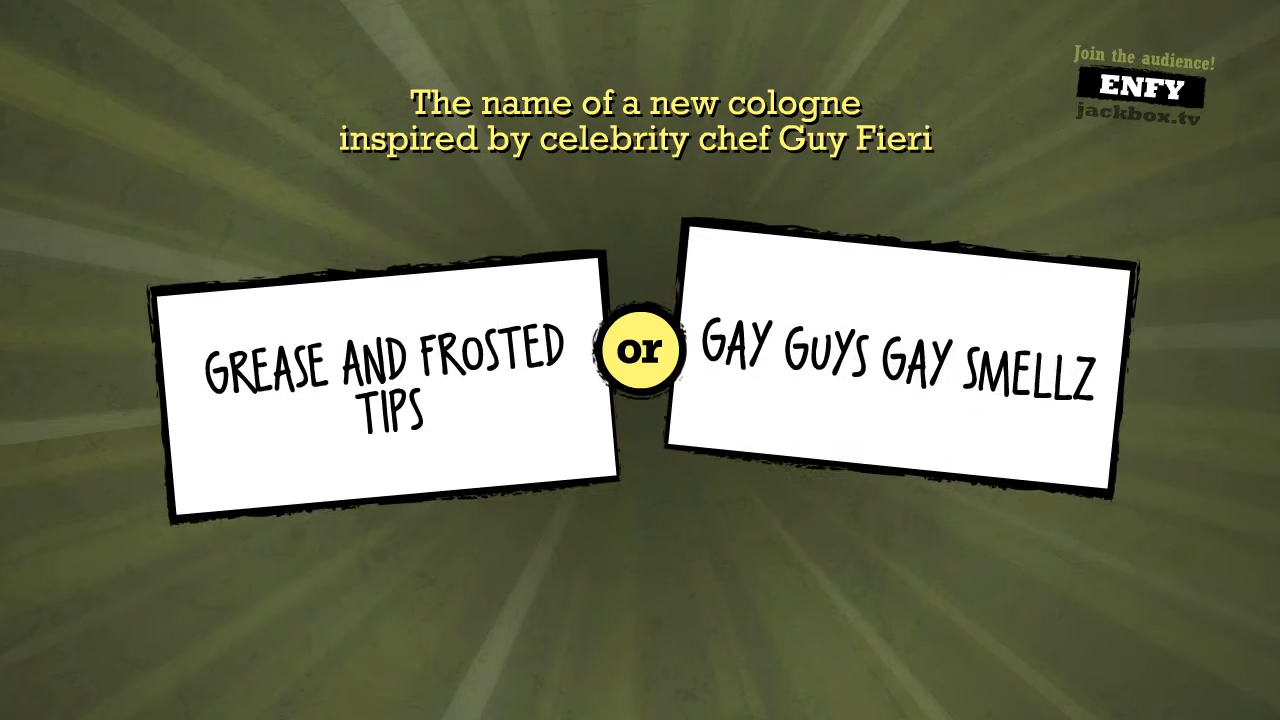 Join the audience!
ENFY
jackbox.tv
The name of a new cologne
inspired by celebrity chef Guy Fieri
GREASE AND FROSTED
TIPS
or
GAY GUYS GAY SMELLZ